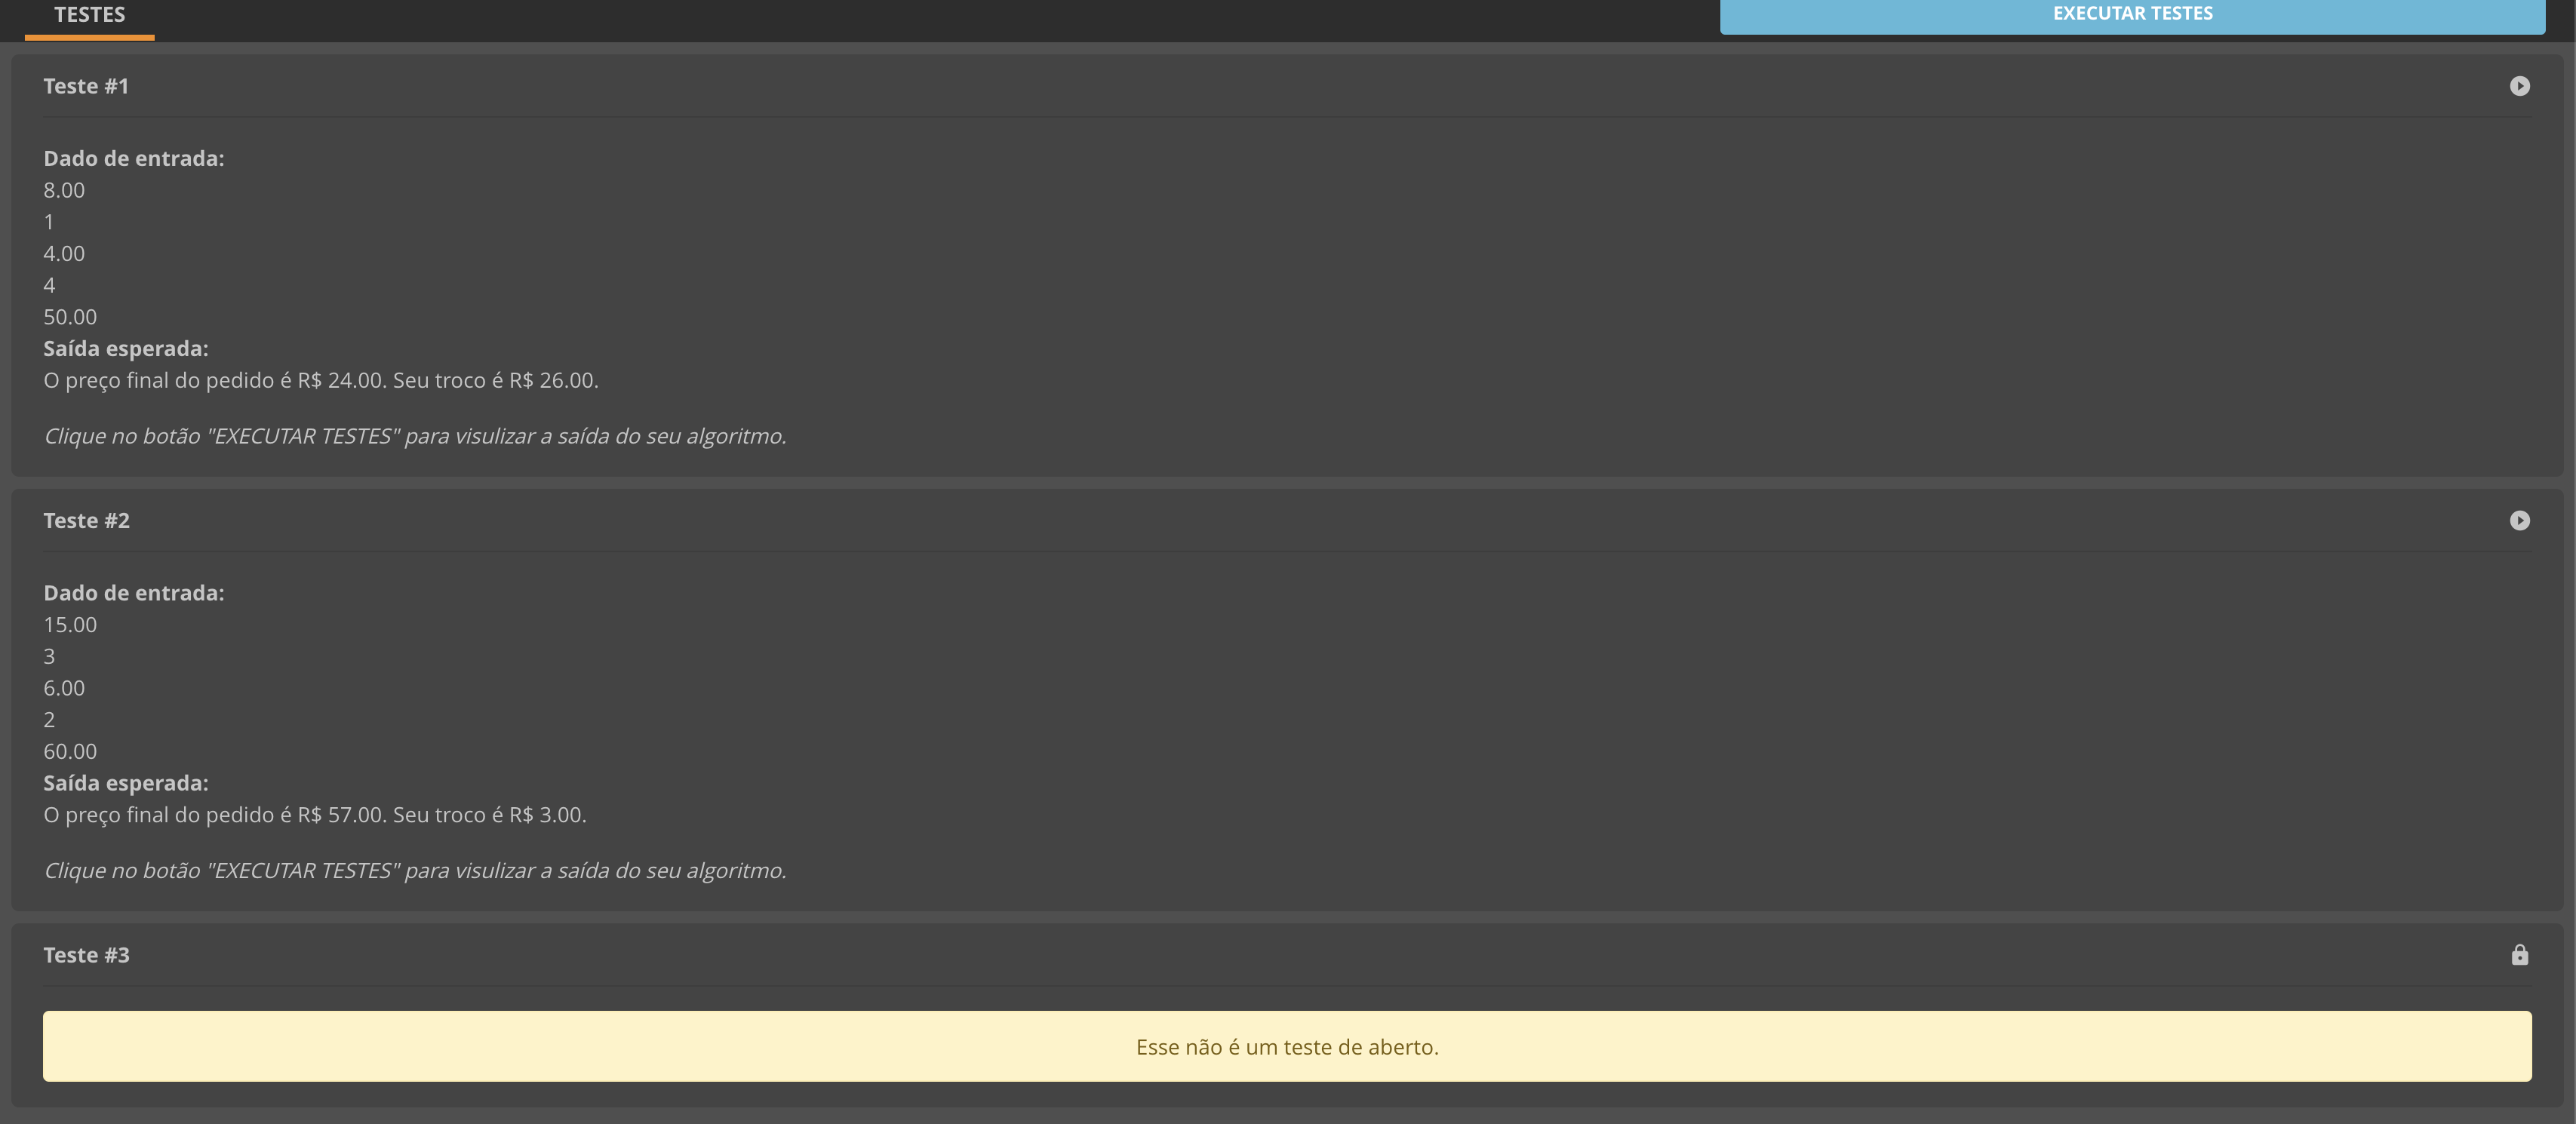 TESTES
EXECUTAR TESTES
Teste #1
Dado de entrada:
8.00
1
4.00
4
50.00
Saída esperada:
O preço final do pedido é R$ 24.00. Seu troco é R$ 26.00.
Clique no botão "EXECUTAR TESTES" para visulizar a saída do seu algoritmo.
Teste #2
Dado de entrada:
15.00
3
6.00
2
60.00
Saída esperada:
O preço final do pedido é R$ 57.00. Seu troco é R$ 3.00.
Clique no botão "EXECUTAR TESTES" para visulizar a saída do seu algoritmo.
Teste #3
Esse não é um teste de aberto.